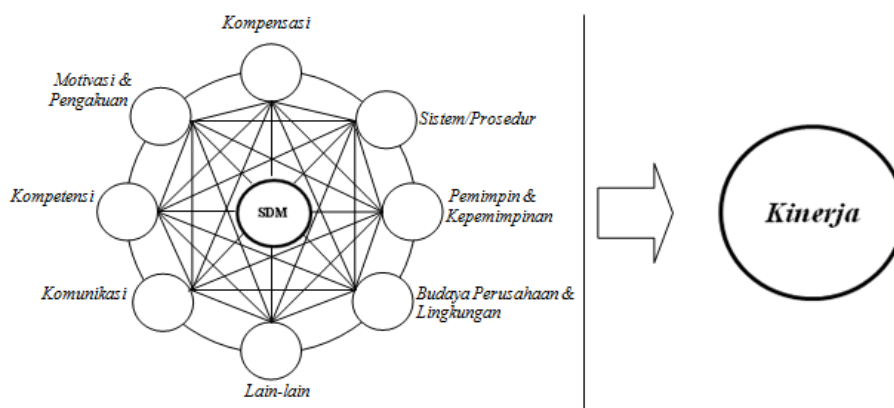 Kompensasi
Motivasi &
Pengakuan
Sistem/Prosedur
Kompetensi
SDM
Pemimpin &
Kepemimpinan
Kinerja
Komunikasi
Budaya Perusahaan &
Lingkungan
Lain-lain